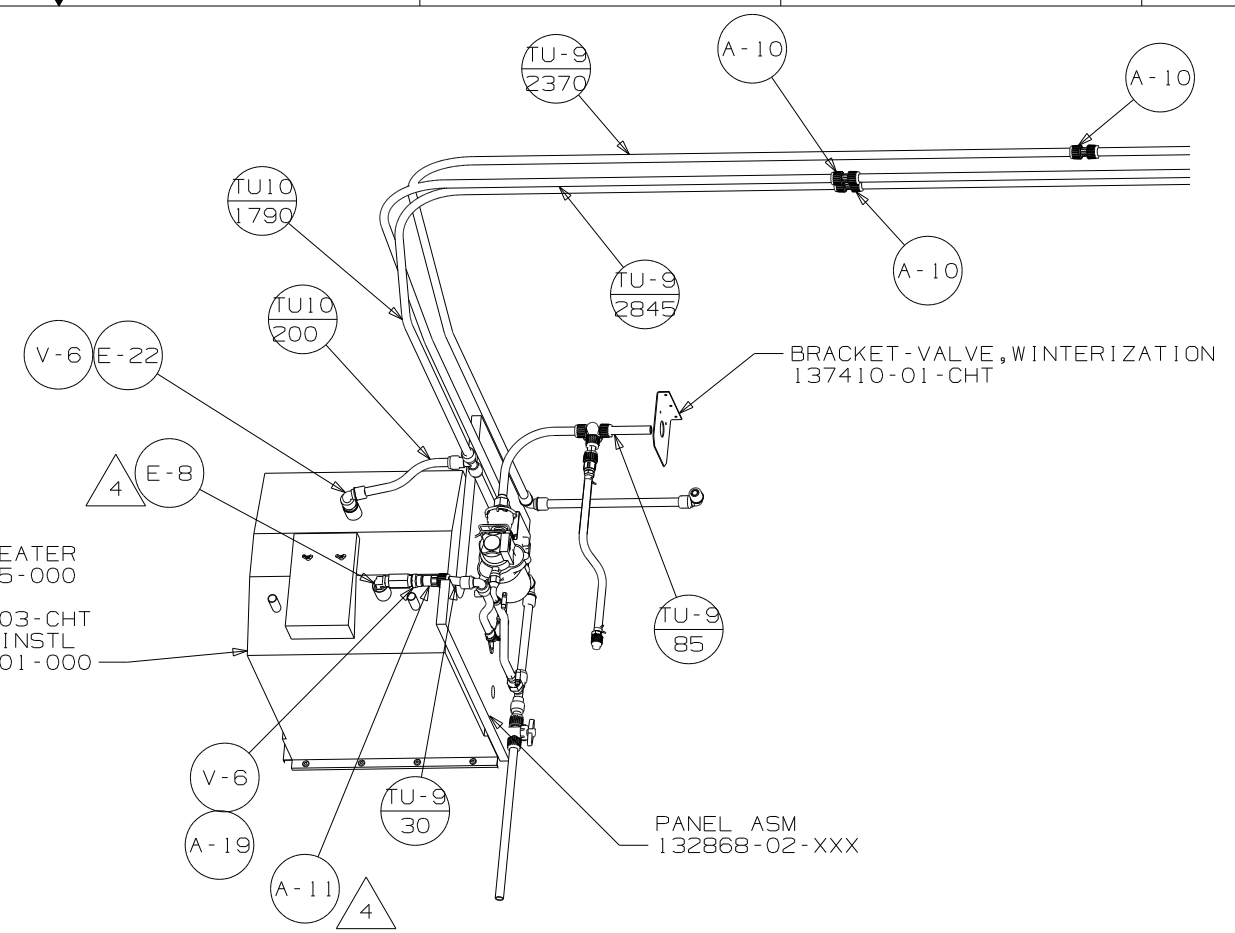 TU-9
2370
A-10
A-10
TU10
1790
A-10
TU-9
2845
TU10
200
V-6
E-22
BRACKET-VALVE,WINTERIZATION
137410-01-CHT
E-8
4
EATER
5-000
03-CHT
INSTL
01-000
TU-9
85
V-6
TU-9
30
A-19
PANEL ASM
132868-02-XXX
A-11
4